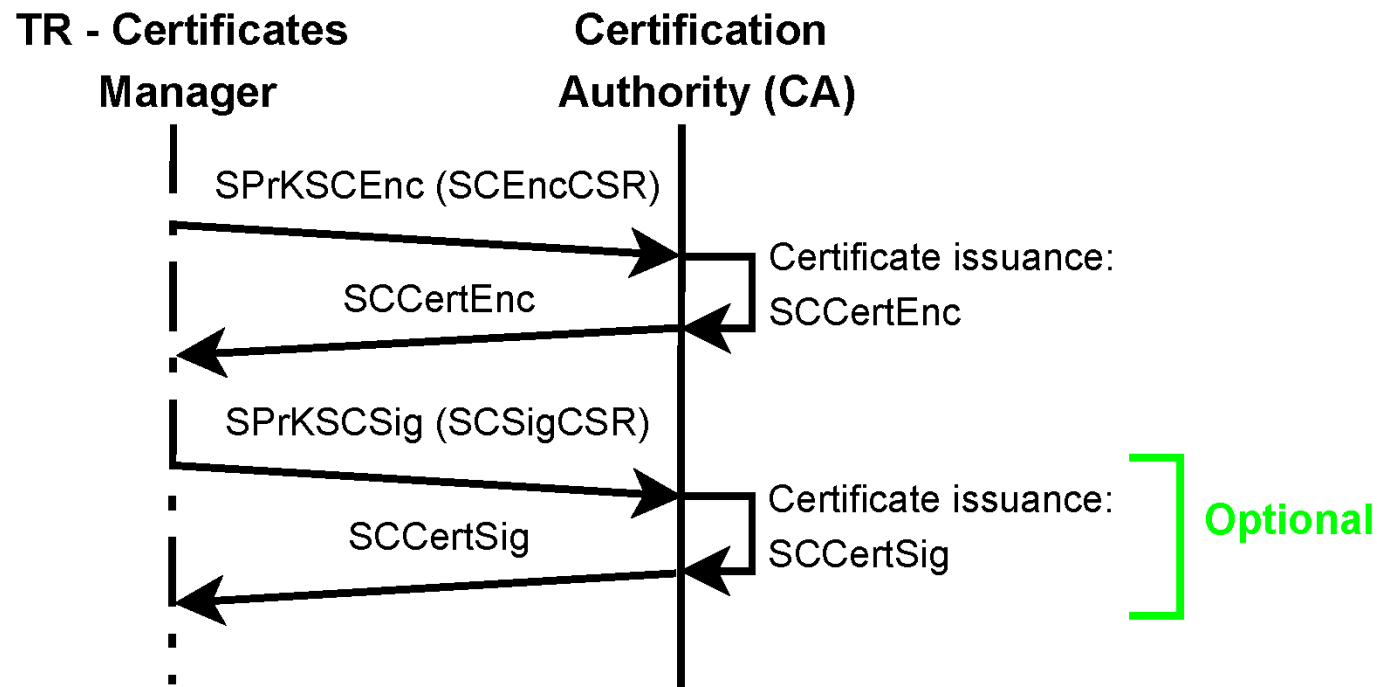 TR - Certificates
Manager
Certification
Authority (CA)
SPrKSCEnc (SCEncCSR)
Certificate issuance:
SCCertEnc
SCCertEnc
SPrKSCSig (SCSigCSR)
Certificate issuance:
SCCertSig
SCCertSig
Optional